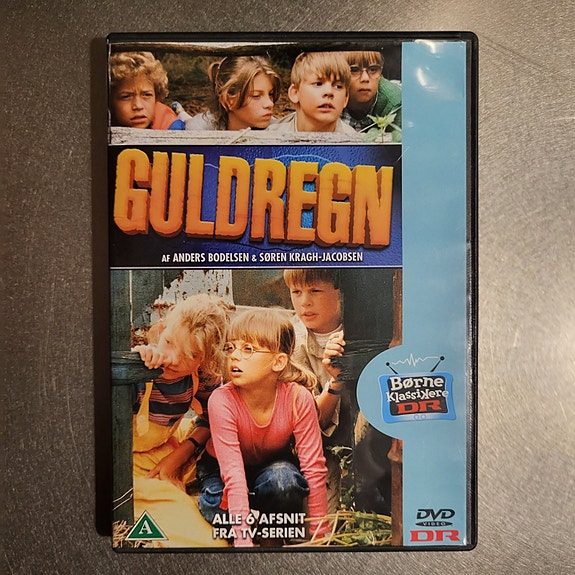 GULDREGN
AF ANDERS BODELSEN & SØREN KRAGH-JACOBSEN
Børne
Klassikere
DR
ALLE 6 AFSNIT
FRA TV-SERIEN
A
DVD
VIDEO
DR